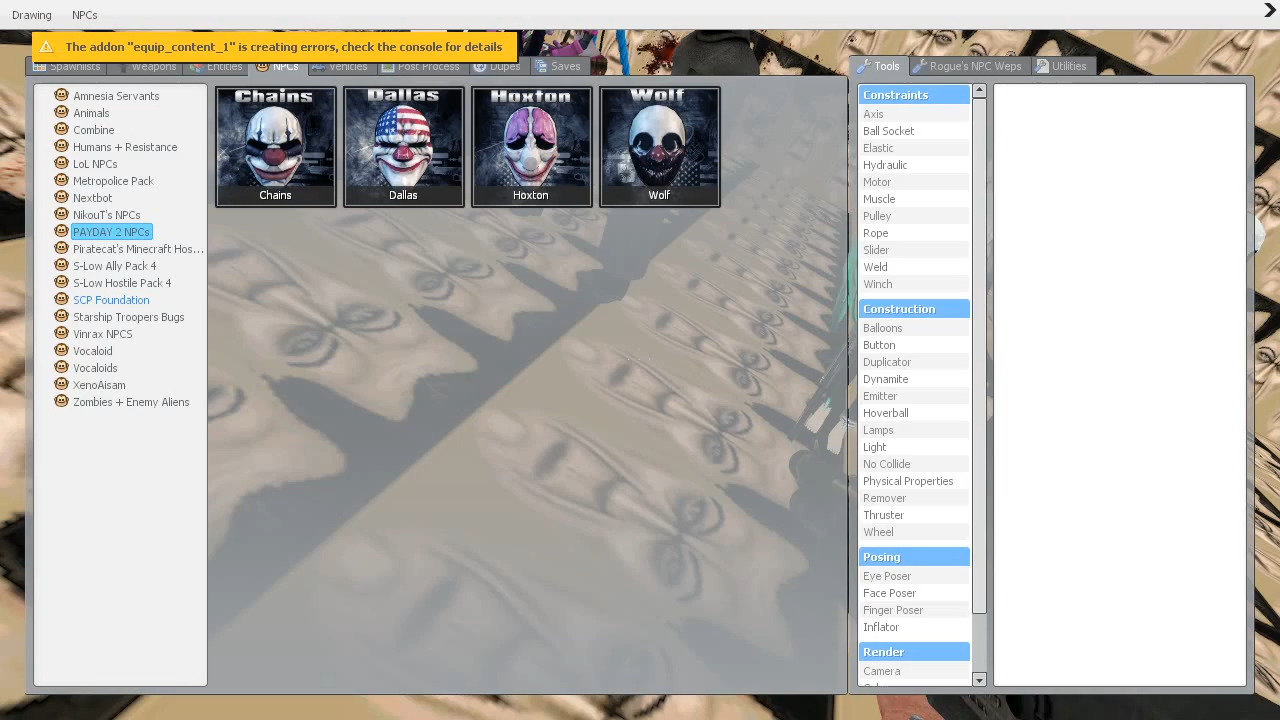 Drawing NPCs
The addon "equip_content_1" is creating errors, check the console for details
Spawnlists Weapons Entities NPCs Vehicles Post Process Dupes Saves
Amnesia Servants
Animals
Combine
Humans + Resistance
LoL NPCs
Metropolice Pack
Nextbot
NikouT's NPCs
PAYDAY 2 NPCs
Piratecat's Minecraft Hos...
S-Low Ally Pack 4
S-Low Hostile Pack 4
SCP Foundation
Starship Troopers Bugs
Vinrax NPCS
Vocaloid
Vocaloids
XenoAisam
Zombies + Enemy Aliens
Chains Dallas Hoxton Wolf
Chains Dallas Hoxton Wolf
Tools Rogue's NPC Weps Utilities
Constraints
Axis
Ball Socket
Elastic
Hydraulic
Motor
Muscle
Pulley
Rope
Slider
Weld
Winch
Construction
Balloons
Button
Duplicator
Dynamite
Emitter
Hoverball
Lamps
Light
No Collide
Physical Properties
Remover
Thruster
Wheel
Posing
Eye Poser
Face Poser
Finger Poser
Inflator
Render
Camera